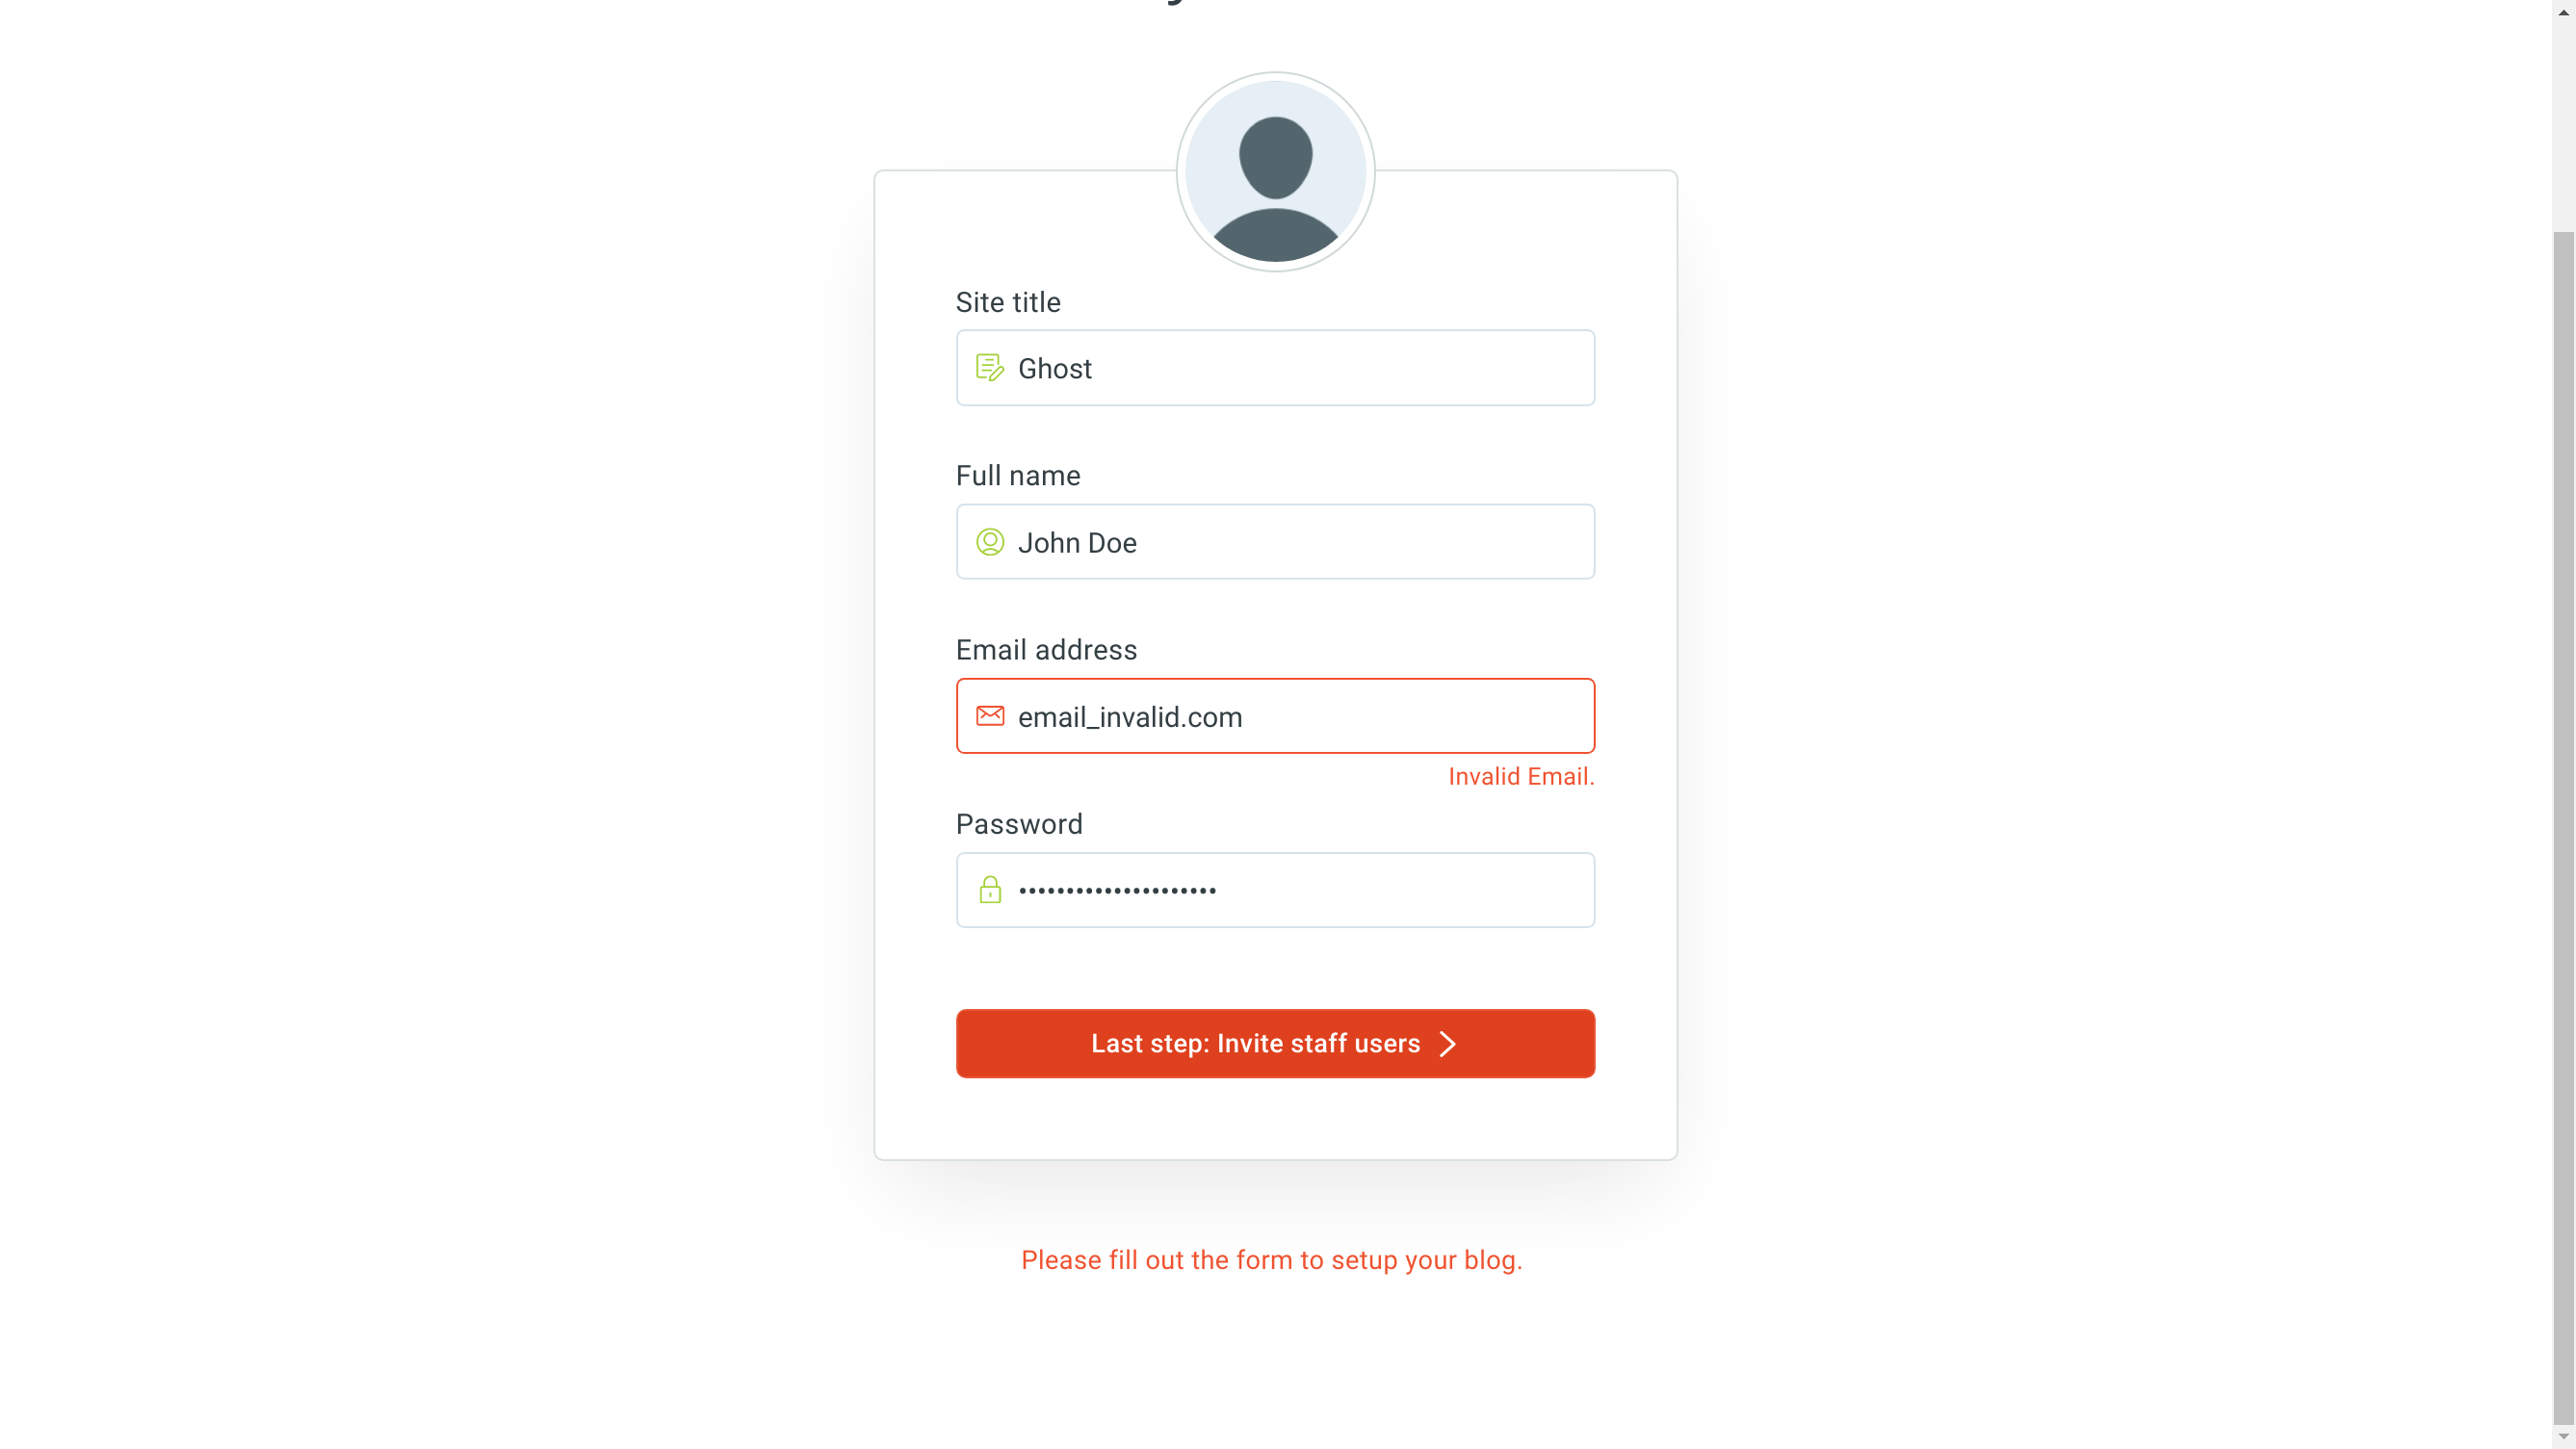 Site title
Ghost
Full name
John Doe
Email address
email_invalid.com
Invalid Email.
Password
•••••••••••••••••••••
Last step: Invite staff users
Please fill out the form to setup your blog.